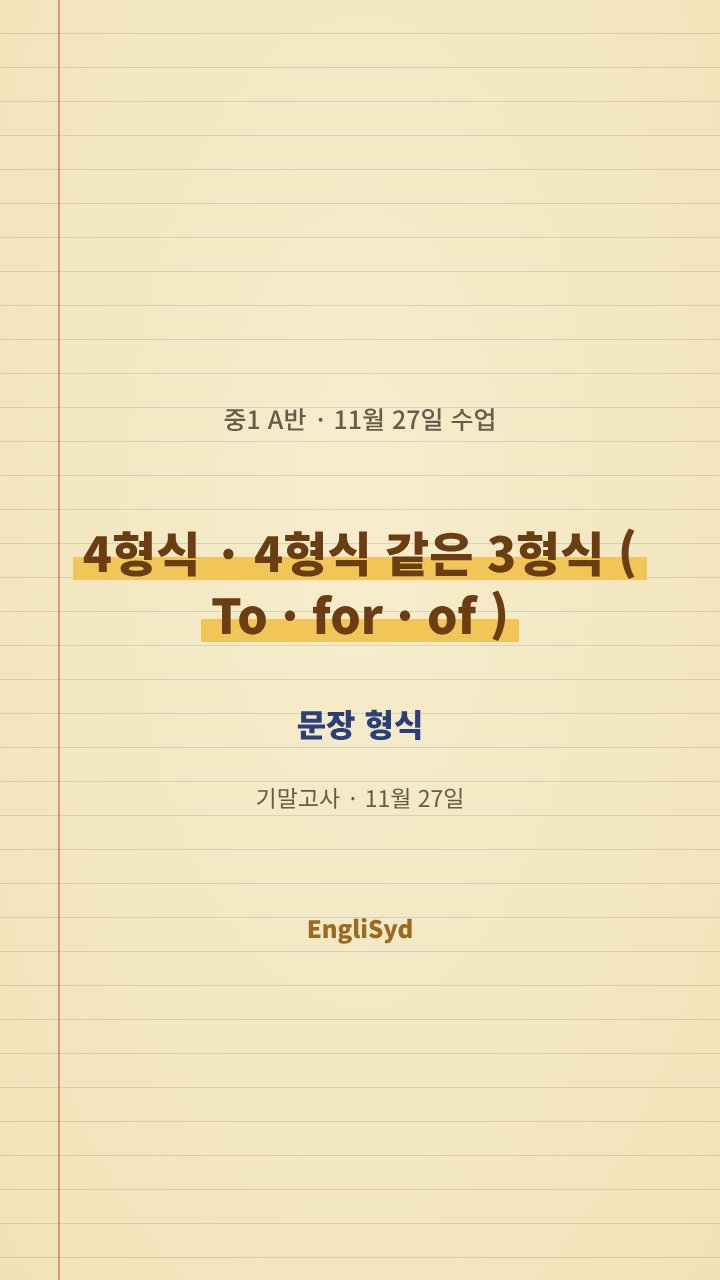 중1 A반 · 11월 27일 수업
4형식 · 4형식 같은 3형식 (
To · for · of )
문장 형식
기말고사 · 11월 27일
EngliSyd